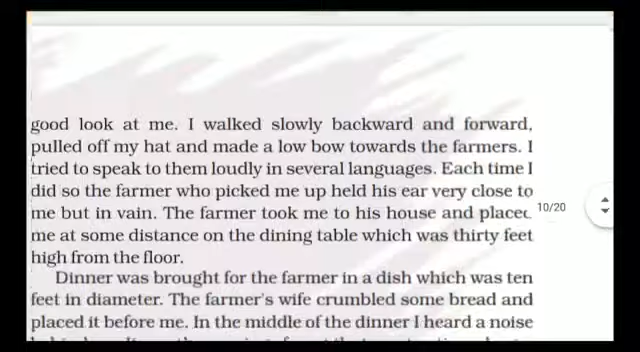 good look at me. I walked slowly backward and forward,
pulled off my hat and made a low bow towards the farmers. I
tried to speak to them loudly in several languages. Each time I
did so the farmer who picked me up held his ear very close to
me but in vain. The farmer took me to his house and placed
me at some distance on the dining table which was thirty feet
high from the floor.
Dinner was brought for the farmer in a dish which was ten
feet in diameter. The farmer's wife crumbled some bread and
placed it before me. In the middle of the dinner I heard a noise
10/20